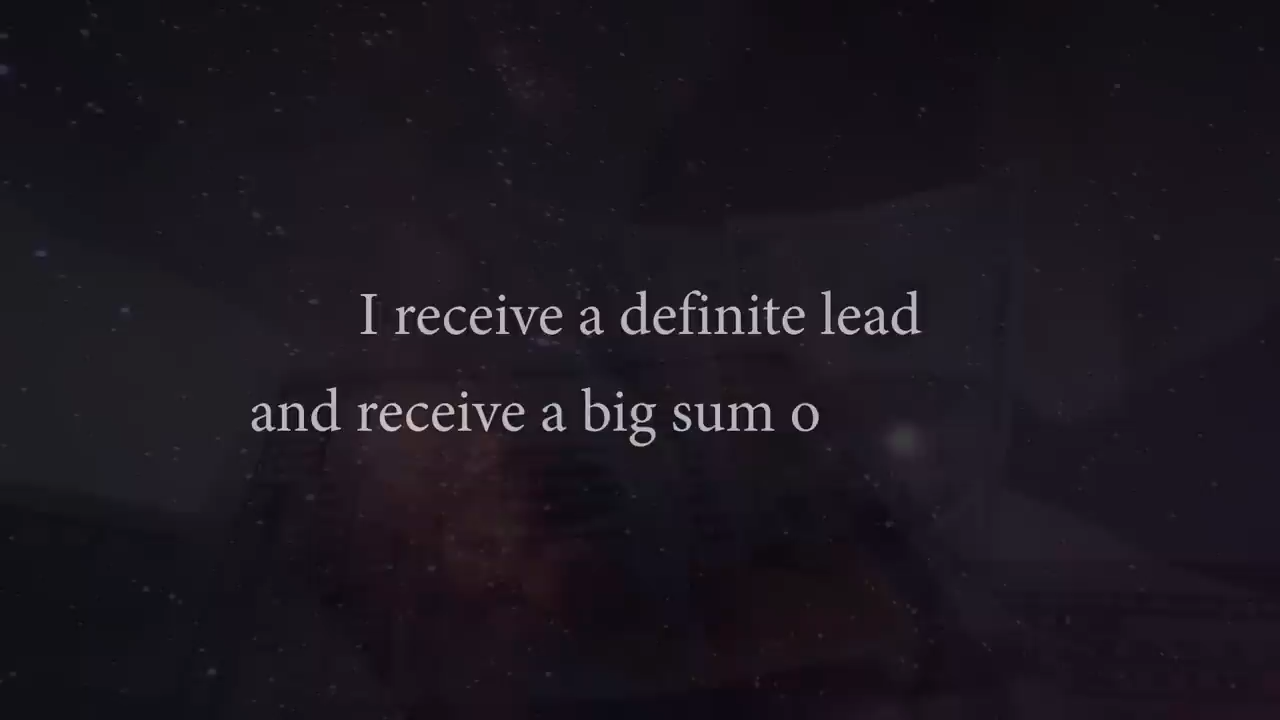 I receive a definite lead
and receive a big sum o